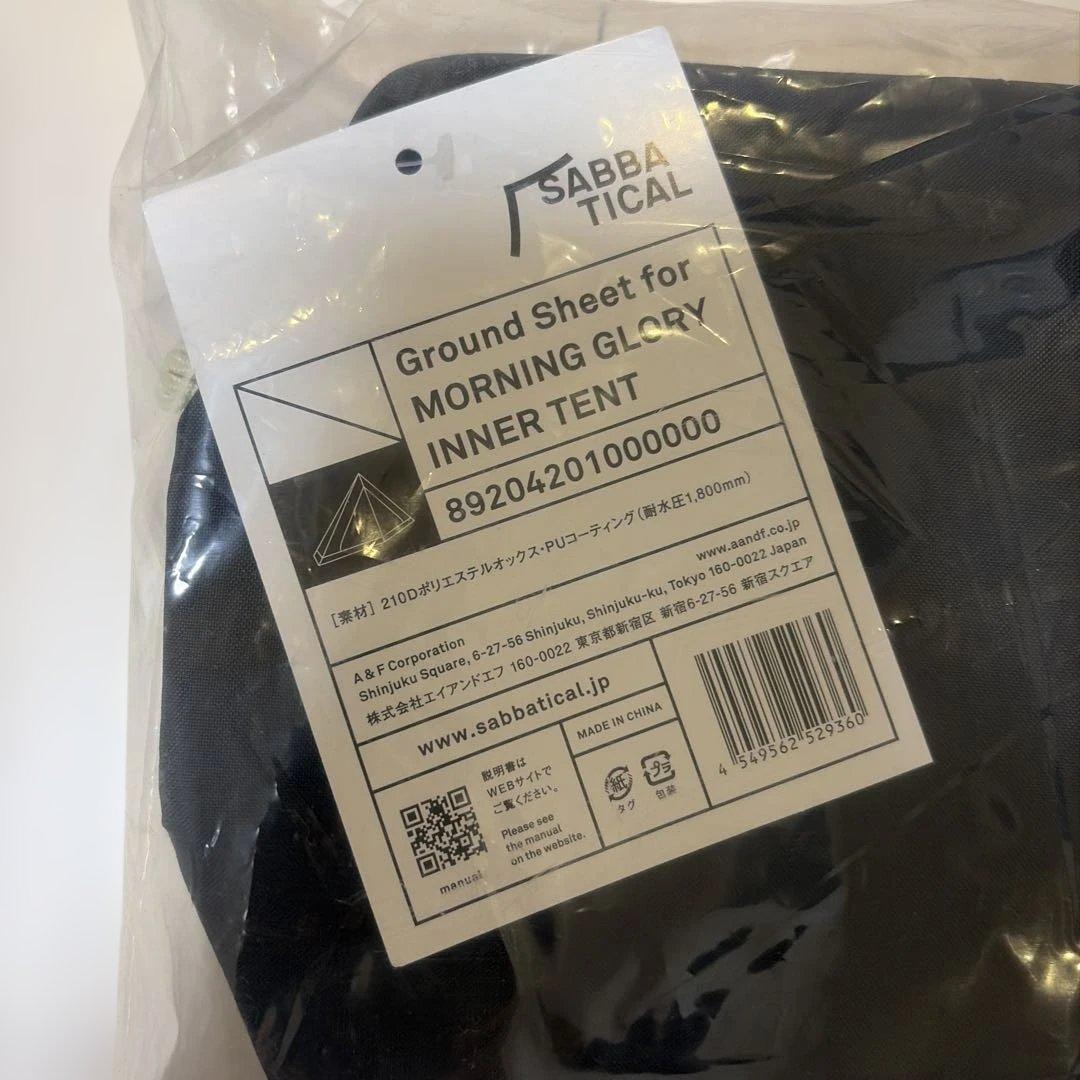 SABBA
TICAL
Ground Sheet for
MORNING GLORY
INNER TENT
89204201000000
[素材] 210Dポリエステルオックス・PUコーティング(耐水圧1,800mm)
www.aandf.co.jp
A & F Corporation
Shinjuku Square, 6-27-56 Shinjuku, Shinjuku-ku, Tokyo 160-0022 Japan
株式会社エイアンドエフ 160-0022 東京都新宿区 新宿6-27-56 新宿スクエア
www.sabbatical.jp
説明書は
WEBサイトで
ご覧ください。
Please see
the manual
on the website.
manual
MADE IN CHINA
紙
タグ
プラ
包装
4 549562 529360